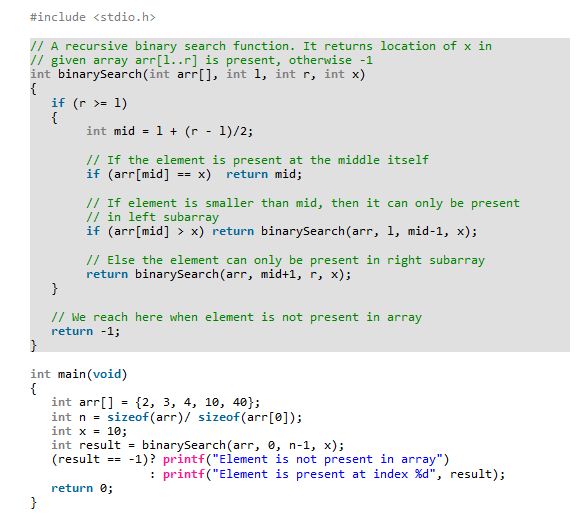 #include <stdio.h>
// A recursive binary search function. It returns location of x in
// given array arr[l..r] is present, otherwise -1
int binarySearch(int arr[], int l, int r, int x)
{
if (r >= l)
{
int mid = l + (r - l)/2;
// If the element is present at the middle itself
if (arr[mid] == x)  return mid;
// If element is smaller than mid, then it can only be present
// in left subarray
if (arr[mid] > x) return binarySearch(arr, l, mid-1, x);
// Else the element can only be present in right subarray
return binarySearch(arr, mid+1, r, x);
}
// We reach here when element is not present in array
return -1;
}
int main(void)
{
int arr[] = {2, 3, 4, 10, 40};
int n = sizeof(arr)/ sizeof(arr[0]);
int x = 10;
int result = binarySearch(arr, 0, n-1, x);
(result == -1)? printf("Element is not present in array")
: printf("Element is present at index %d", result);
return 0;
}